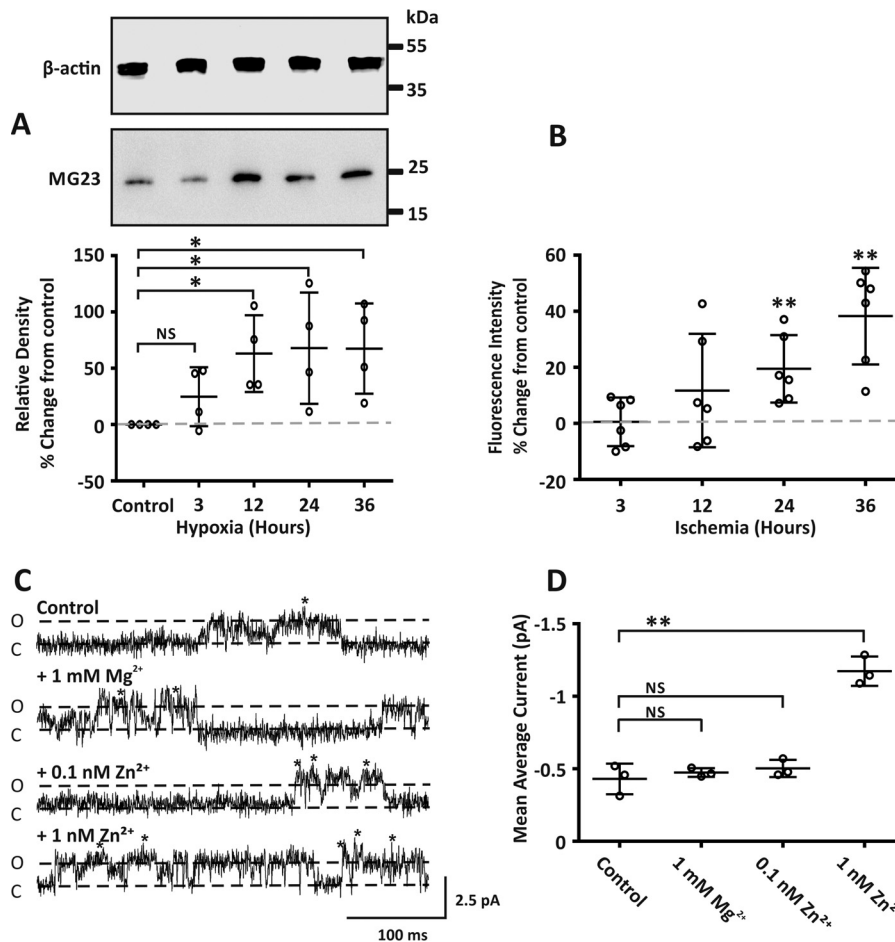 kDa
55
β-actin
35
A
B
MG23
25
15
150
100
50
0
-50
Relative Density
% Change from control
*
*
*
NS
Control 3 12 24 36
Hypoxia (Hours)
60
40
20
0
-20
Fluorescence Intensity
% Change from control
**
**
3 12 24 36
Ischemia (Hours)
C
Control
*
O
C
+ 1 mM Mg²⁺
* *
O
C
+ 0.1 nM Zn²⁺
* * *
O
C
+ 1 nM Zn²⁺
* * * * *
O
C
2.5 pA
100 ms
D
-1.5
-1
-0.5
0
Mean Average Current (pA)
**
NS
NS
Control
1 mM Mg²⁺
0.1 nM Zn²⁺
1 nM Zn²